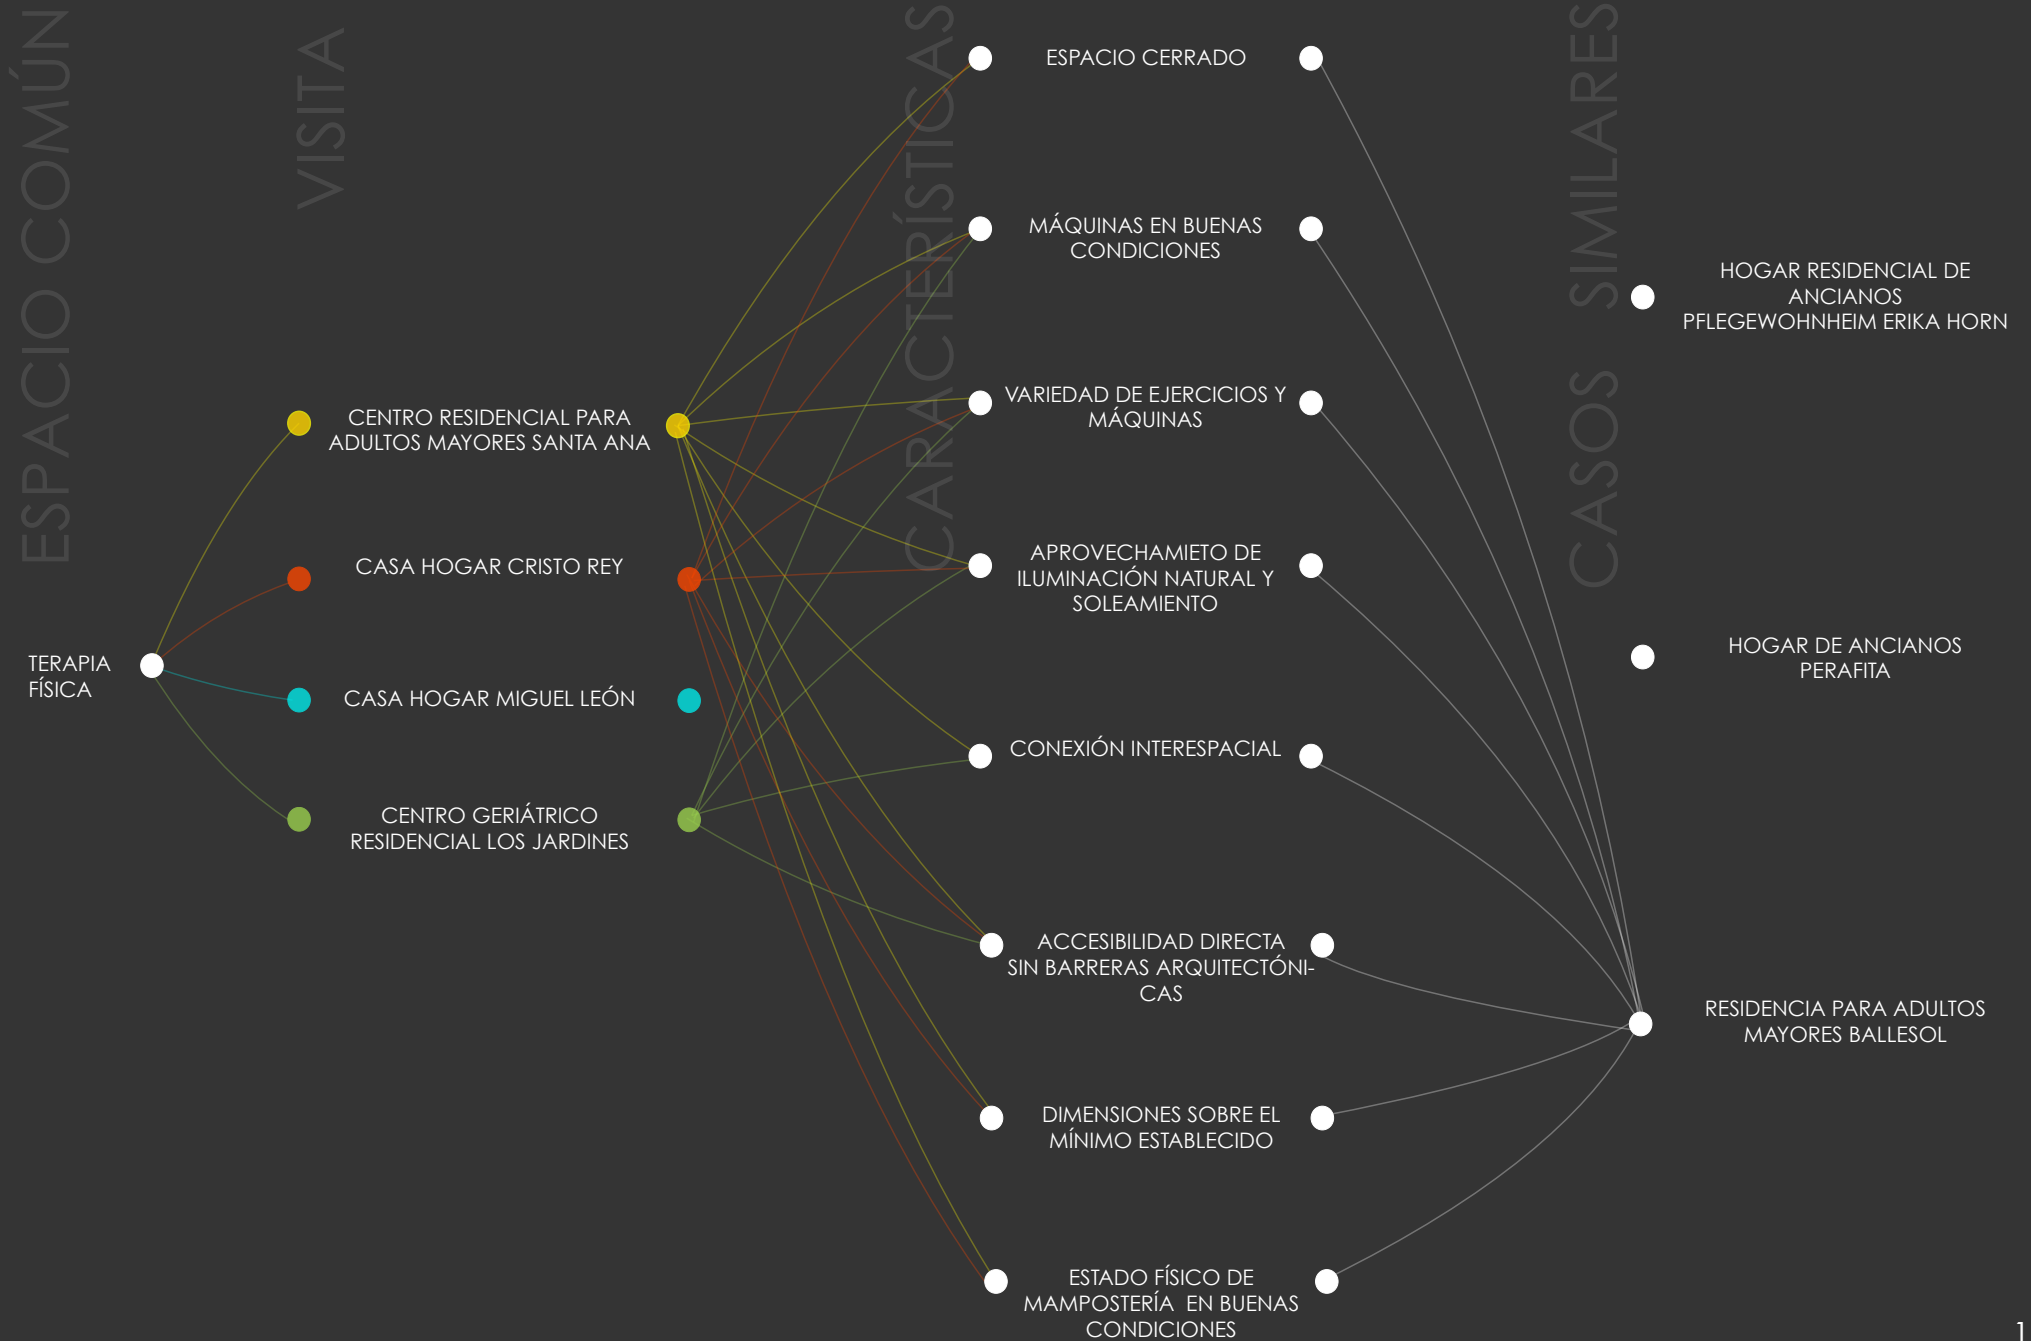 ESPACIO COMÚN
VISITA
CARACTERÍSTICAS
CASOS SIMILARES
TERAPIA
FÍSICA
CENTRO RESIDENCIAL PARA
ADULTOS MAYORES SANTA ANA
CASA HOGAR CRISTO REY
CASA HOGAR MIGUEL LEÓN
CENTRO GERIÁTRICO
RESIDENCIAL LOS JARDINES
ESPACIO CERRADO
MÁQUINAS EN BUENAS
CONDICIONES
VARIEDAD DE EJERCICIOS Y
MÁQUINAS
APROVECHAMIETO DE
ILUMINACIÓN NATURAL Y
SOLEAMIENTO
CONEXIÓN INTERESPACIAL
ACCESIBILIDAD DIRECTA
SIN BARRERAS ARQUITECTÓNI-
CAS
DIMENSIONES SOBRE EL
MÍNIMO ESTABLECIDO
ESTADO FÍSICO DE
MAMPOSTERÍA EN BUENAS
CONDICIONES
HOGAR RESIDENCIAL DE
ANCIANOS
PFLEGEWOHNHEIM ERIKA HORN
HOGAR DE ANCIANOS
PERAFITA
RESIDENCIA PARA ADULTOS
MAYORES BALLESOL
1